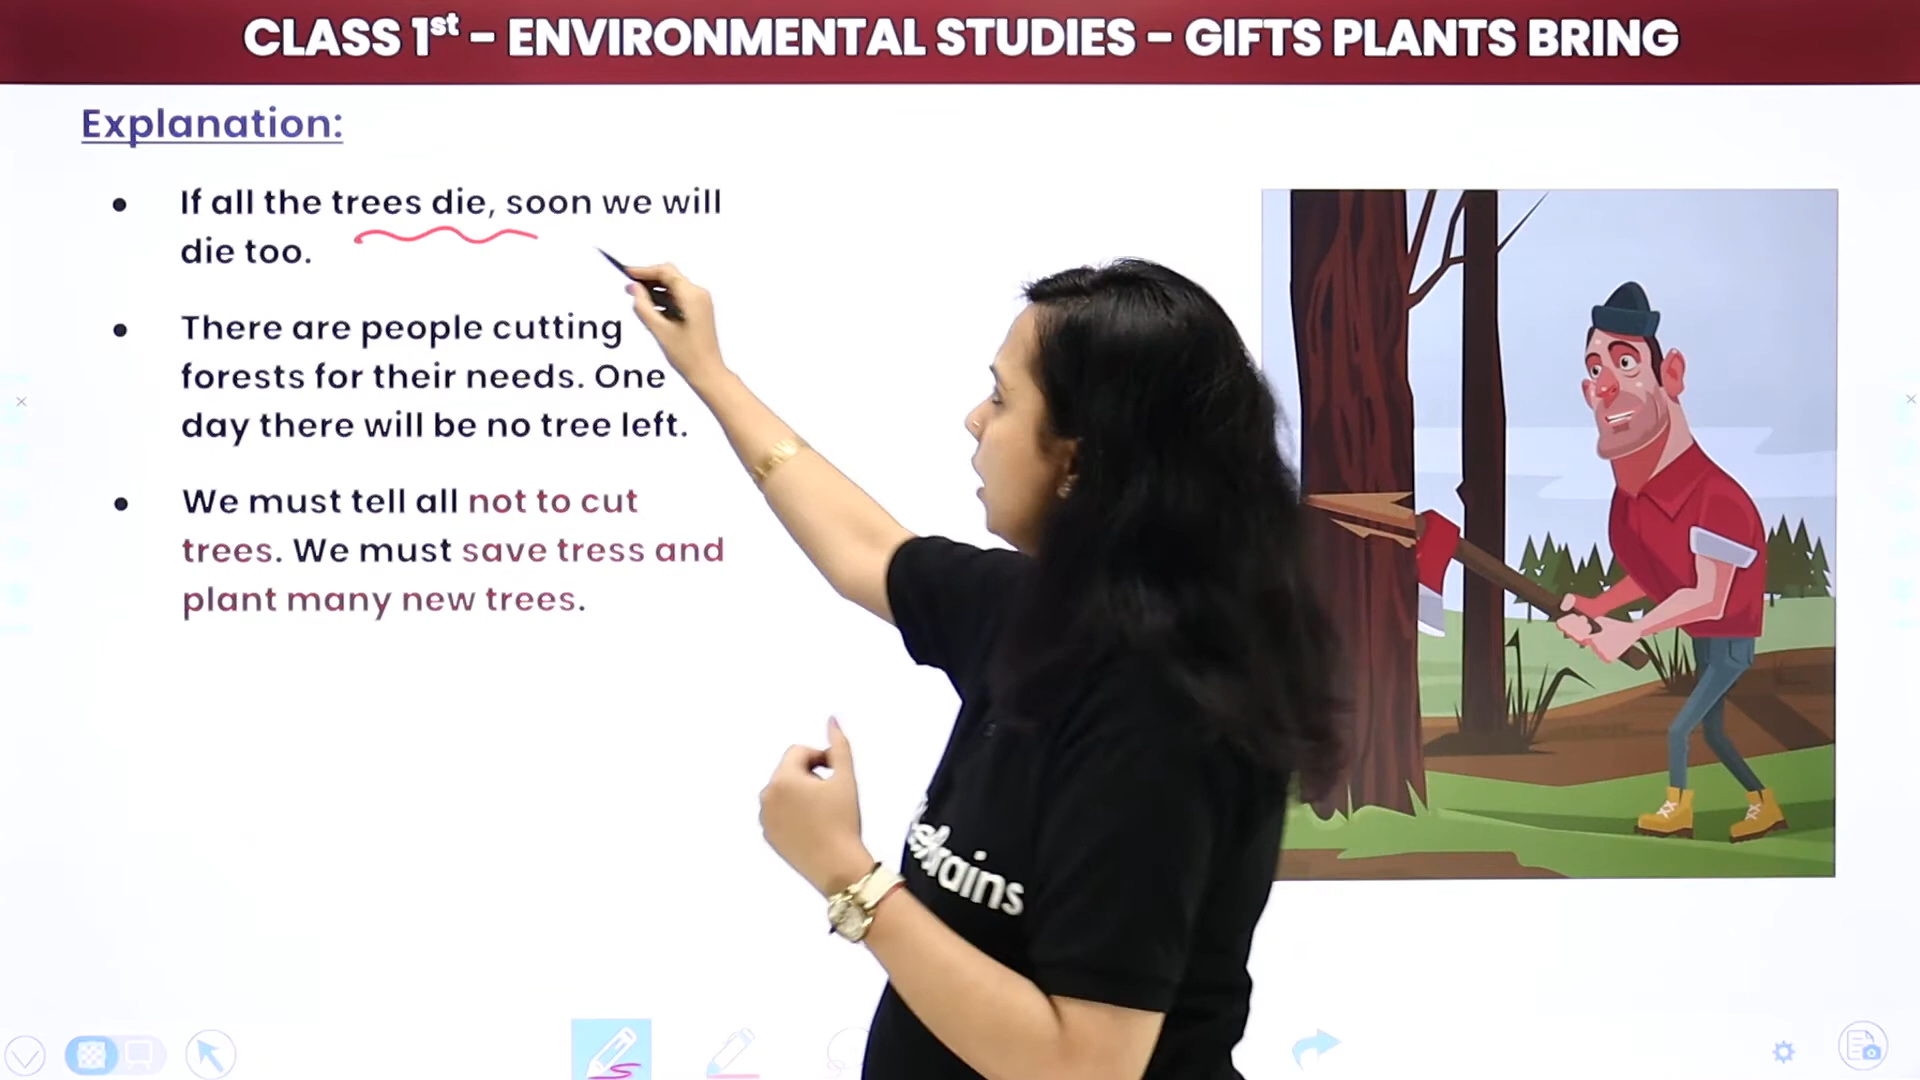 CLASS 1st - ENVIRONMENTAL STUDIES - GIFTS PLANTS BRING
Explanation:
• If all the trees die, soon we will
die too.
• There are people cutting
forests for their needs. One
day there will be no tree left.
• We must tell all not to cut
trees. We must save tress and
plant many new trees.